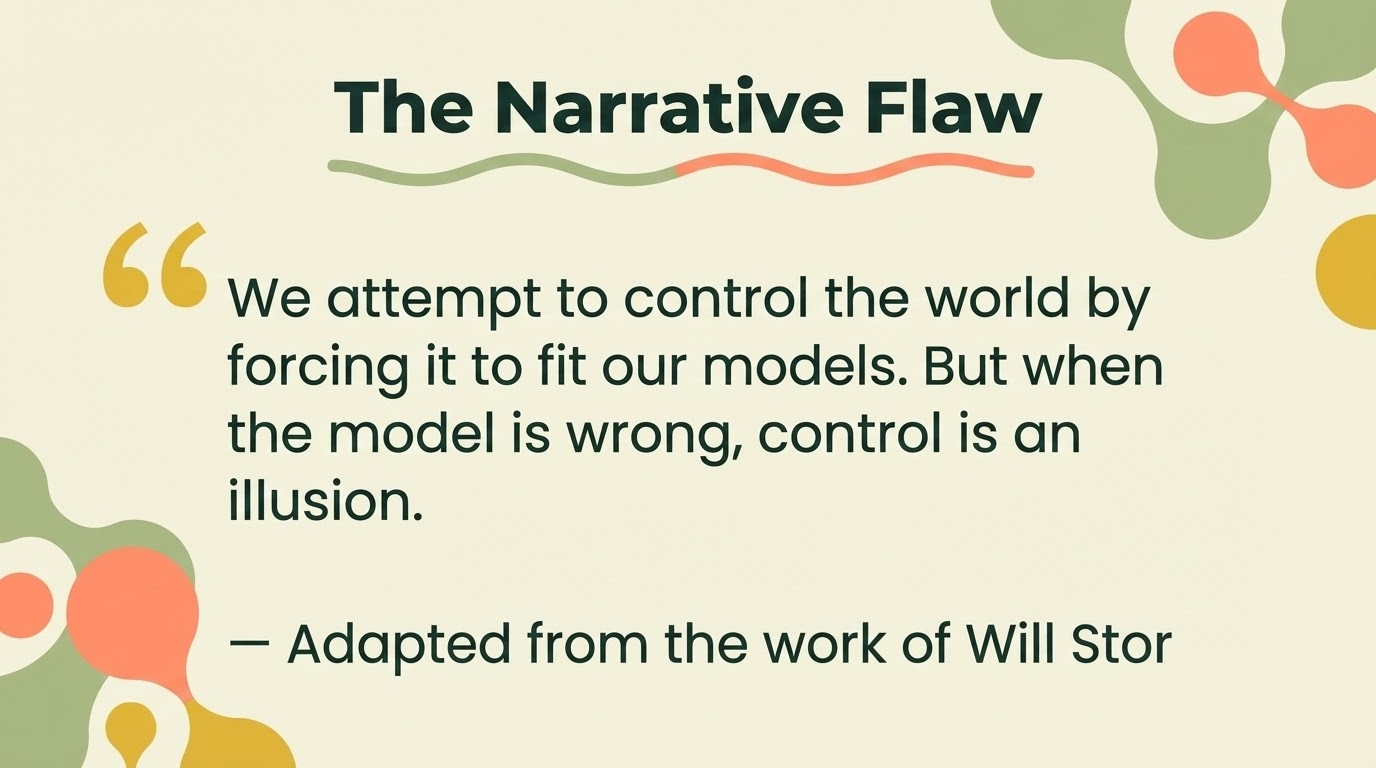 The Narrative Flaw
“
We attempt to control the world by
forcing it to fit our models. But when
the model is wrong, control is an
illusion.
— Adapted from the work of Will Stor